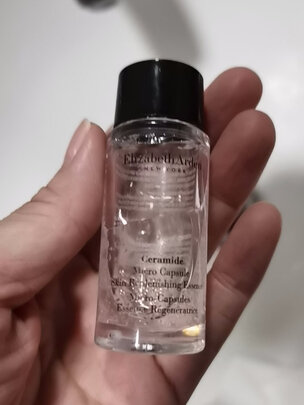 Elizabeth Arden
NEW YORK
Ceramide
Micro Capsule
Skin Replenishing Essence
Micro-Capsules
Essence Régénératrice